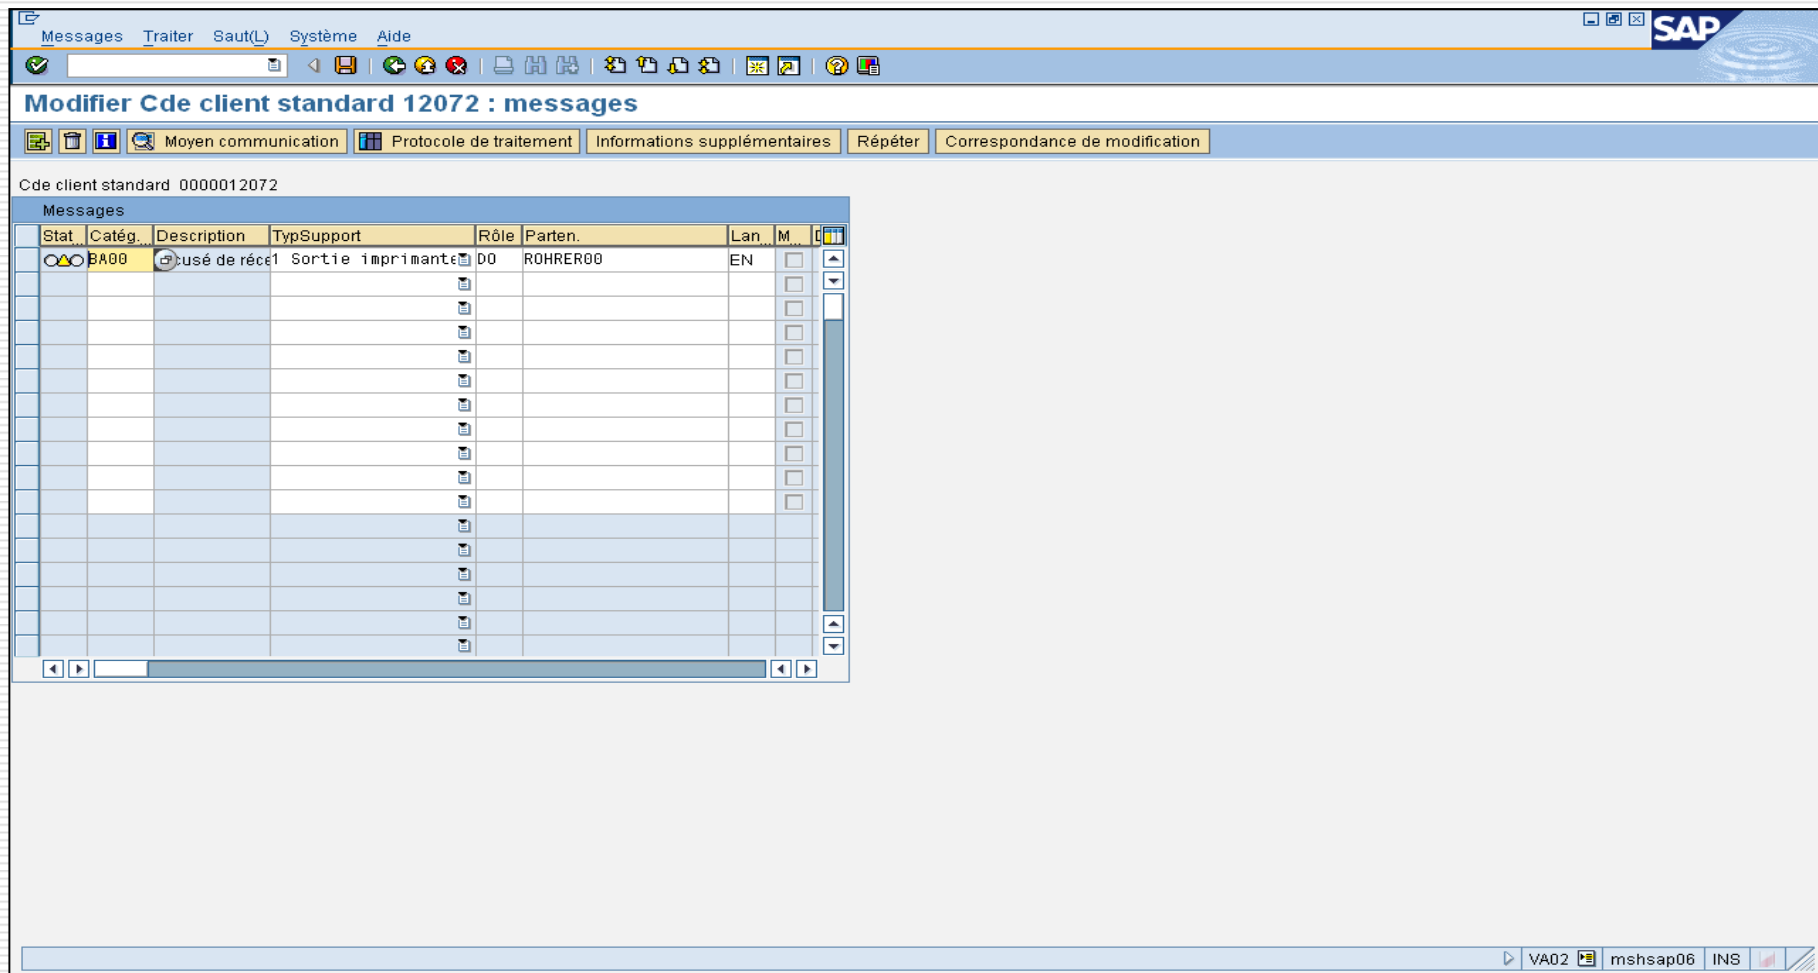 Messages Traiter Saut(L) Système Aide
SAP
Modifier Cde client standard 12072 : messages
Moyen communication Protocole de traitement Informations supplémentaires Répéter Correspondance de modification
Cde client standard 0000012072
Messages
Stat... Catég... Description TypSupport Rôle Parten. Lan... M...
BA00 cusé de réce 1 Sortie imprimante DO ROHRER00 EN
VA02 mshsap06 INS